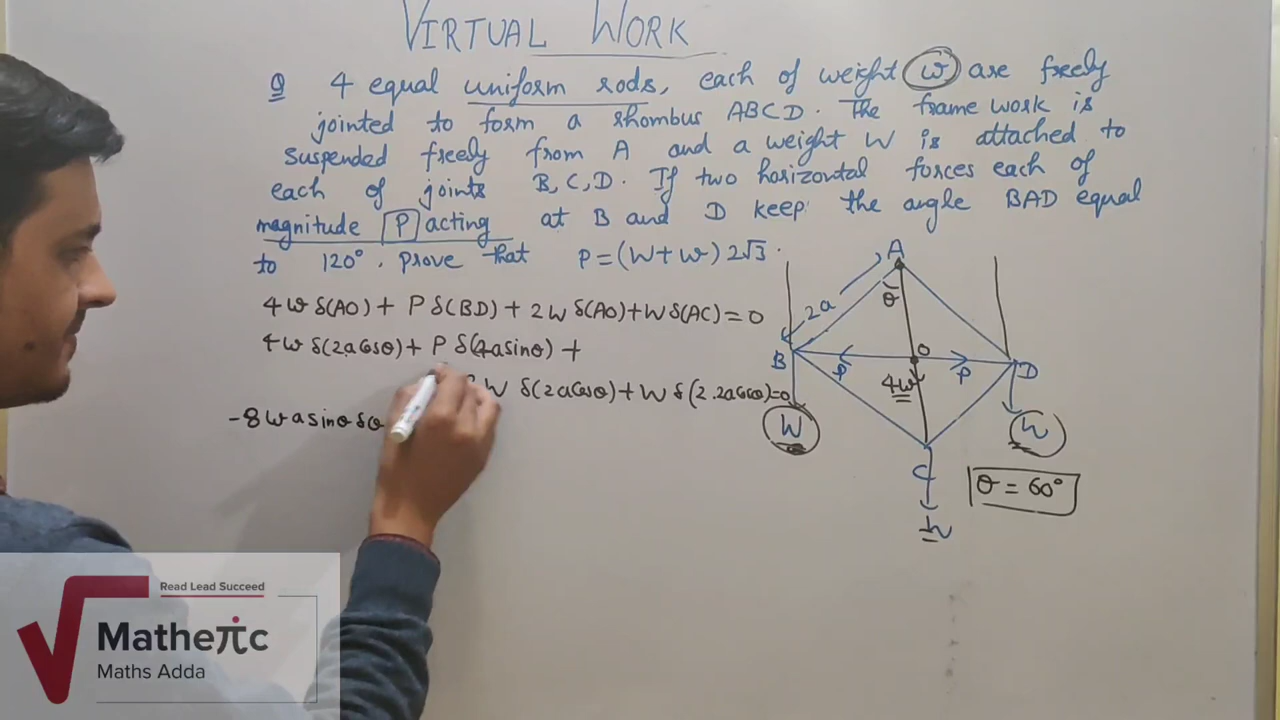 VIRTUAL WORK
Q 4 equal uniform rods, each of weight w are freely
jointed to form a rhombus ABCD. The frame work is
suspended freely from A and a weight W is attached to
each of joints B, C, D. If two horizontal forces each of
magnitude P acting at B and D keep the angle BAD equal
to 120°. Prove that P = (W+w) 2√3.
4w δ(AO) + P δ(BD) + 2W δ(AO) + W δ(AC) = 0
4w δ(2a cosθ) + P δ(4a sinθ) +
W δ(2a cosθ) + W δ(2.2a cosθ) = 0
-8w a sinθ δθ
A
θ
2a
B
O
D
P
P
4w
W
W
C
θ = 60°
W
Read Lead Succeed
Matheπc
Maths Adda